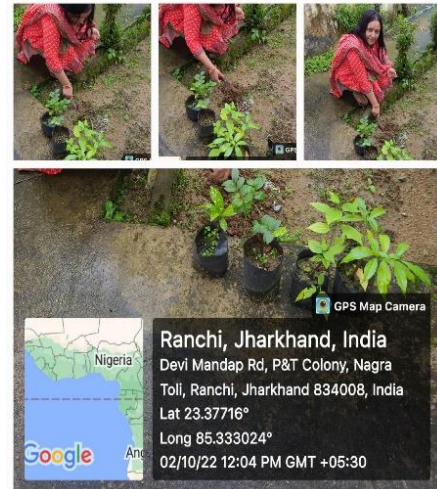 GPS
GPS
GPS Map Camera
Ranchi, Jharkhand, India
Devi Mandap Rd, P&T Colony, Nagra
Toli, Ranchi, Jharkhand 834008, India
Lat 23.37716°
Long 85.333024°
02/10/22 12:04 PM GMT +05:30
Nigeria
Ang
Google